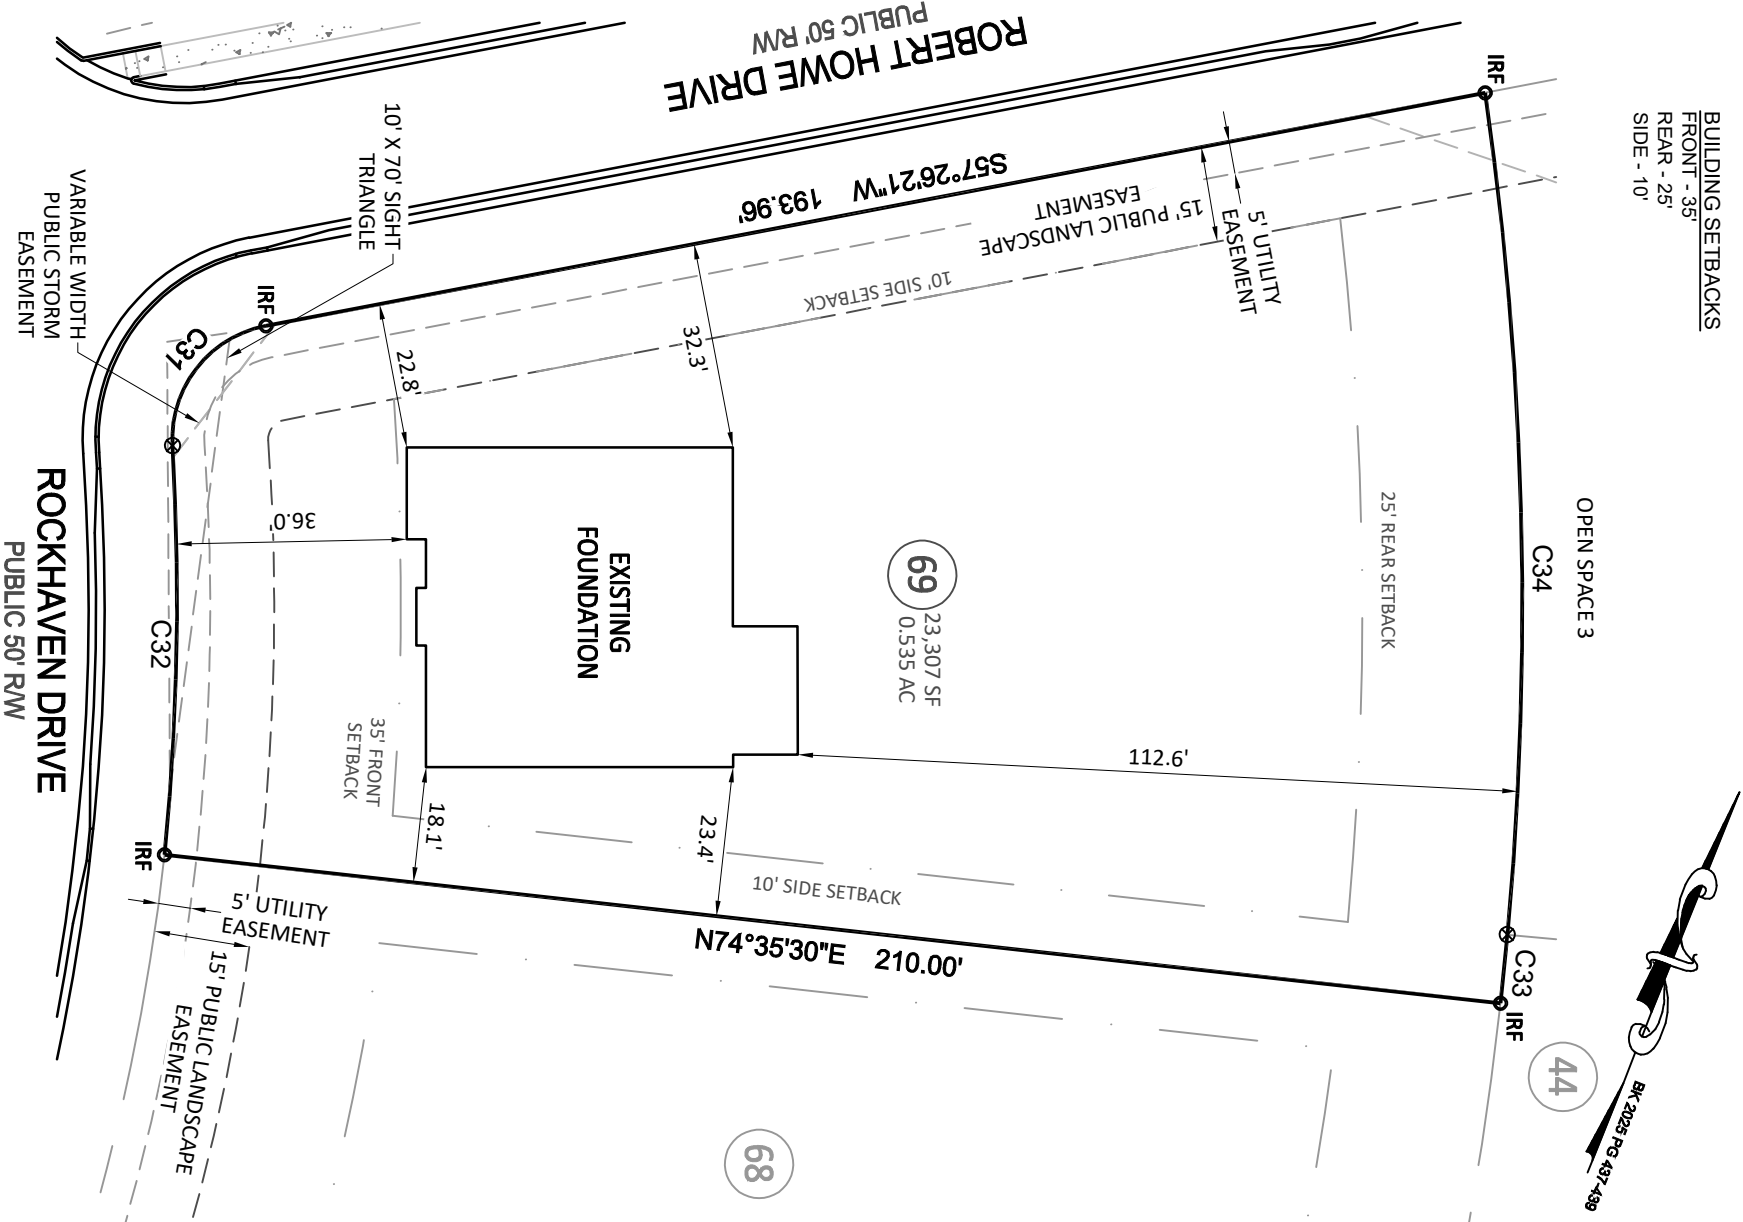 BUILDING SETBACKS
FRONT - 35'
REAR - 25'
SIDE - 10'
OPEN SPACE 3
C34
25' REAR SETBACK
IRF
5' UTILITY
EASEMENT
15' PUBLIC LANDSCAPE
EASEMENT
ROBERT HOWE DRIVE
PUBLIC 50' R/W
S57°26'21"W 193.96'
10' SIDE SETBACK
10' X 70' SIGHT
TRIANGLE
VARIABLE WIDTH
PUBLIC STORM
EASEMENT
IRF
C31
22.8'
32.3'
36.0'
69
23,307 SF
0.535 AC
EXISTING
FOUNDATION
112.6'
C32
ROCKHAVEN DRIVE
PUBLIC 50' R/W
35' FRONT
SETBACK
18.1'
23.4'
10' SIDE SETBACK
N74°35'30"E 210.00'
IRF
5' UTILITY
EASEMENT
15' PUBLIC LANDSCAPE
EASEMENT
C33
IRF
44
68
BK 2025 PG 437-439